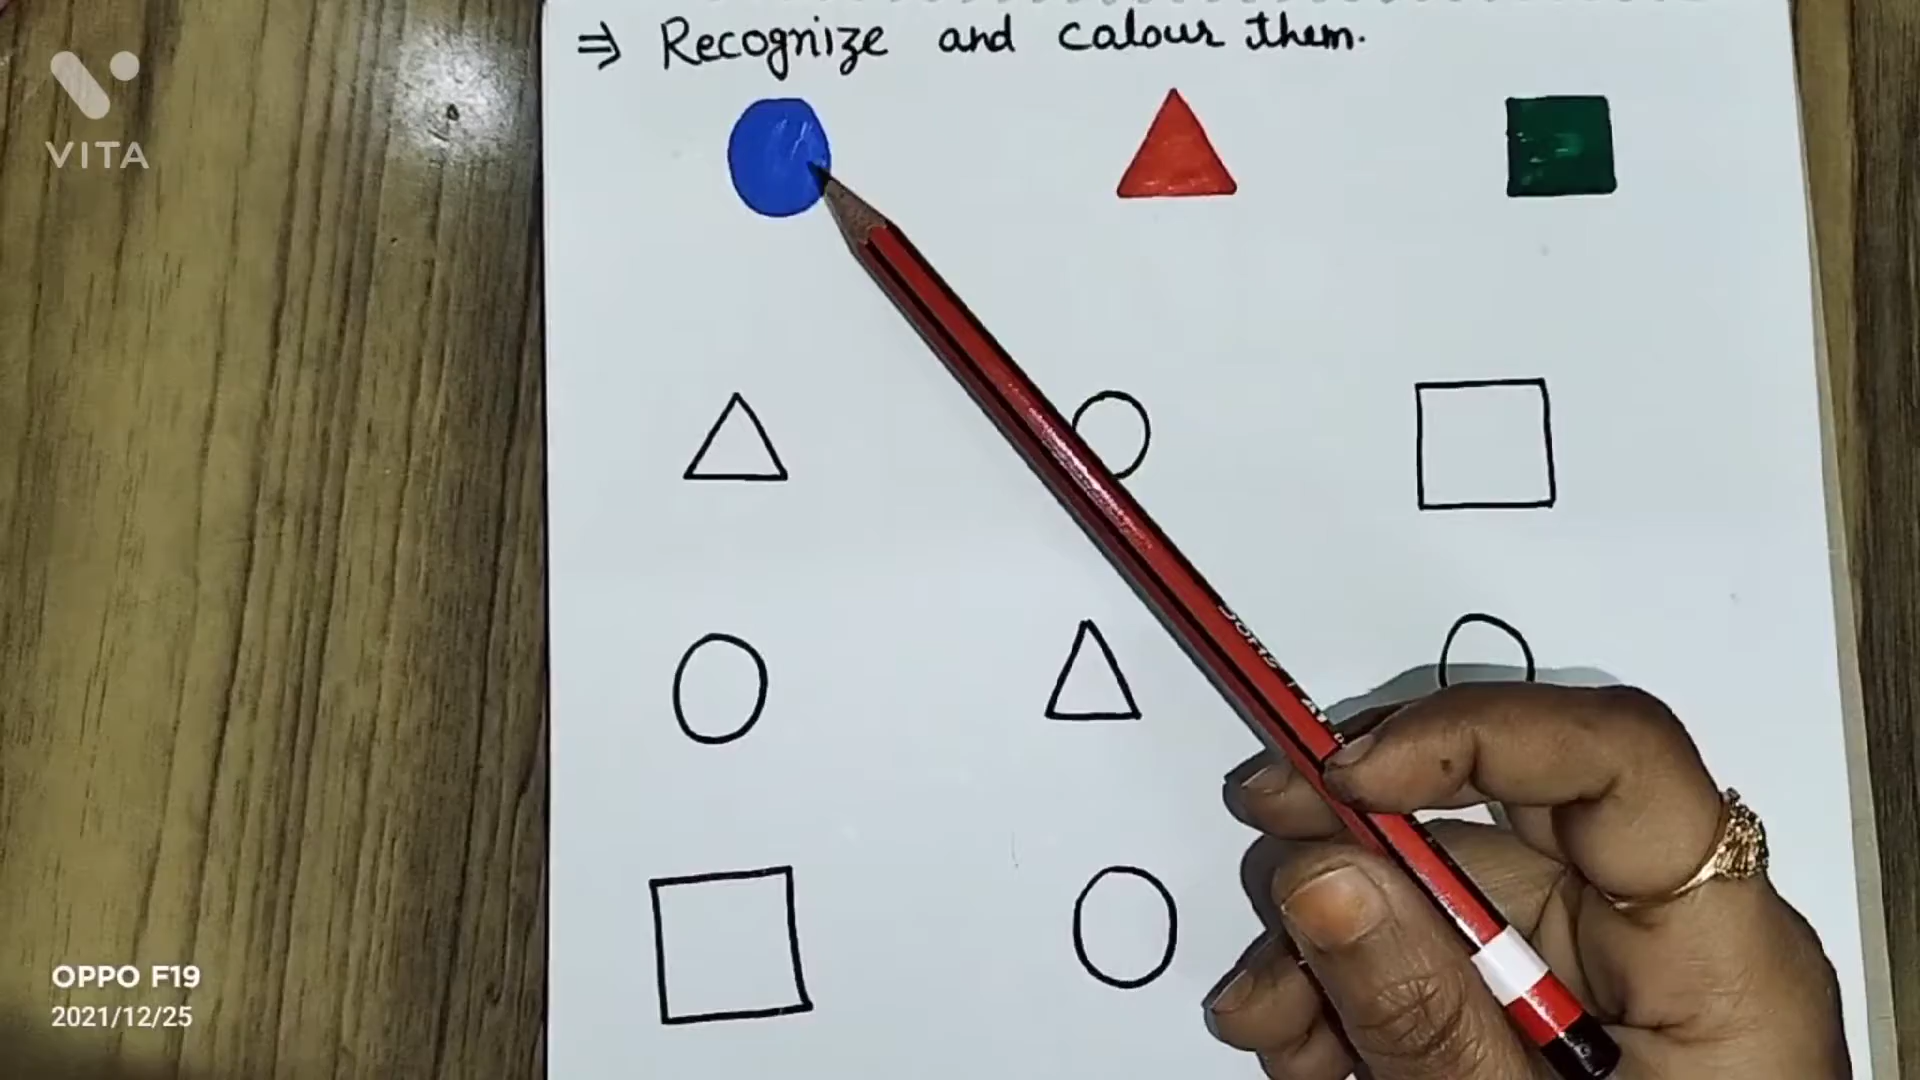 ⇒ Recognize and calour them.
VITA
OPPO F19
2021/12/25